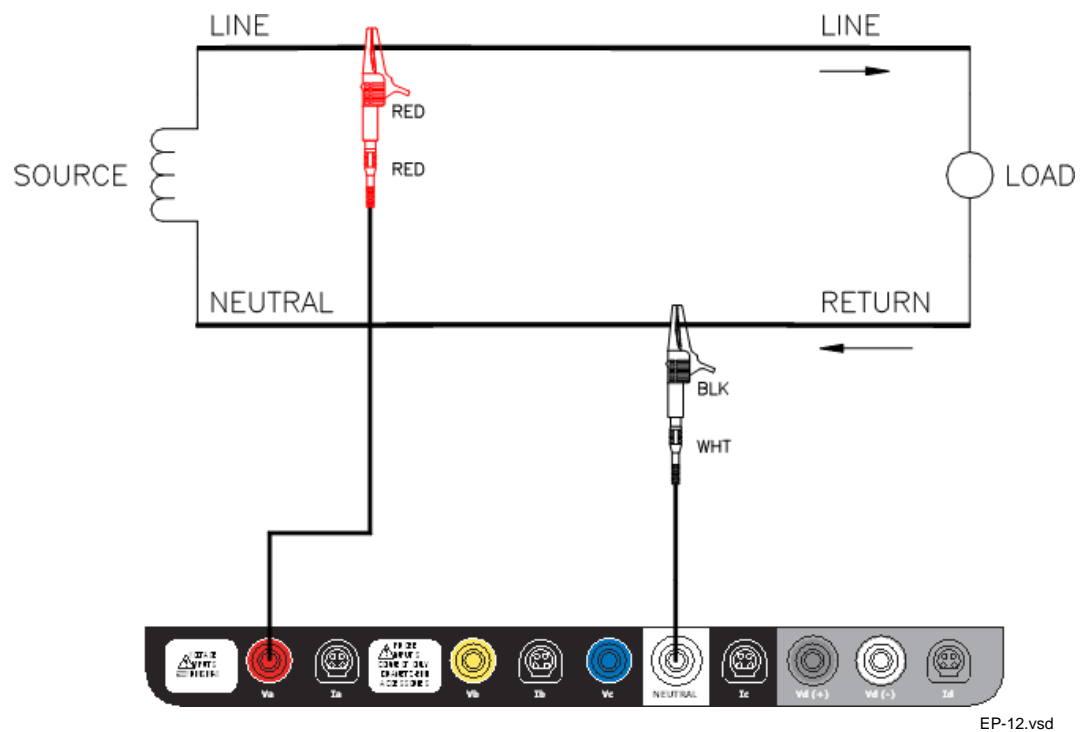 LINE LINE
RED
RED
SOURCE LOAD
NEUTRAL RETURN
BLK
WHT
Va Ia Vb Ib Vc NEUTRAL Ic Vd (+) Vd (-) Id
EP-12.vsd